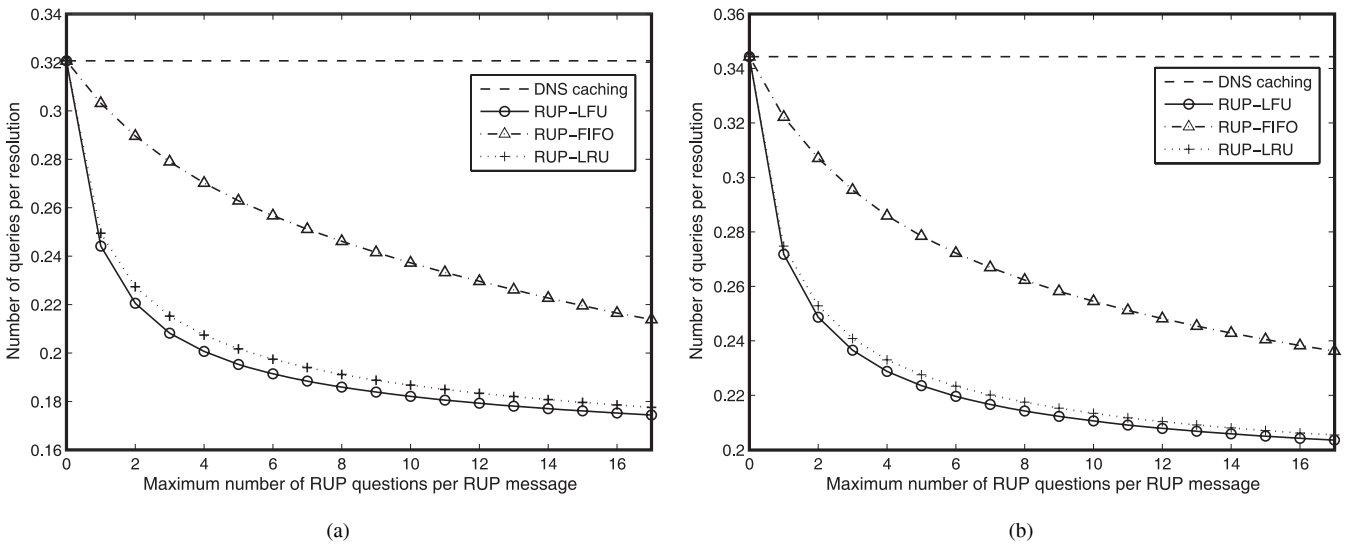 0.34
0.32
0.3
0.28
0.26
0.24
0.22
0.2
0.18
0.16
Number of queries per resolution
DNS caching
RUP–LFU
RUP–FIFO
RUP–LRU
0 2 4 6 8 10 12 14 16
Maximum number of RUP questions per RUP message
(a)
0.36
0.34
0.32
0.3
0.28
0.26
0.24
0.22
0.2
Number of queries per resolution
DNS caching
RUP–LFU
RUP–FIFO
RUP–LRU
0 2 4 6 8 10 12 14 16
Maximum number of RUP questions per RUP message
(b)